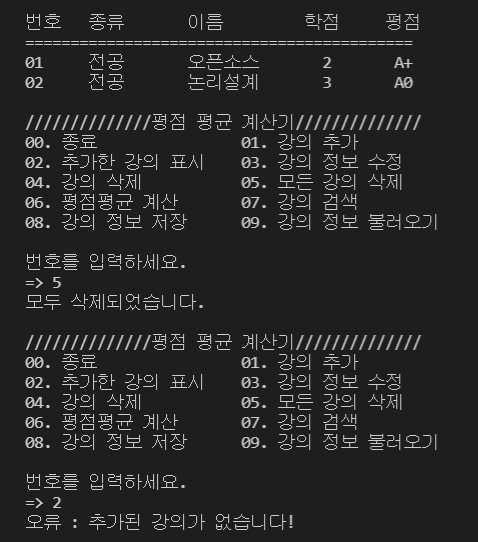 번호 종류 이름 학점 평점
===========================================
01 전공 오픈소스 2 A+
02 전공 논리설계 3 A0
//////////////평점 평균 계산기//////////////
00. 종료 01. 강의 추가
02. 추가한 강의 표시 03. 강의 정보 수정
04. 강의 삭제 05. 모든 강의 삭제
06. 평점평균 계산 07. 강의 검색
08. 강의 정보 저장 09. 강의 정보 불러오기
번호를 입력하세요.
=> 5
모두 삭제되었습니다.
//////////////평점 평균 계산기//////////////
00. 종료 01. 강의 추가
02. 추가한 강의 표시 03. 강의 정보 수정
04. 강의 삭제 05. 모든 강의 삭제
06. 평점평균 계산 07. 강의 검색
08. 강의 정보 저장 09. 강의 정보 불러오기
번호를 입력하세요.
=> 2
오류 : 추가된 강의가 없습니다!